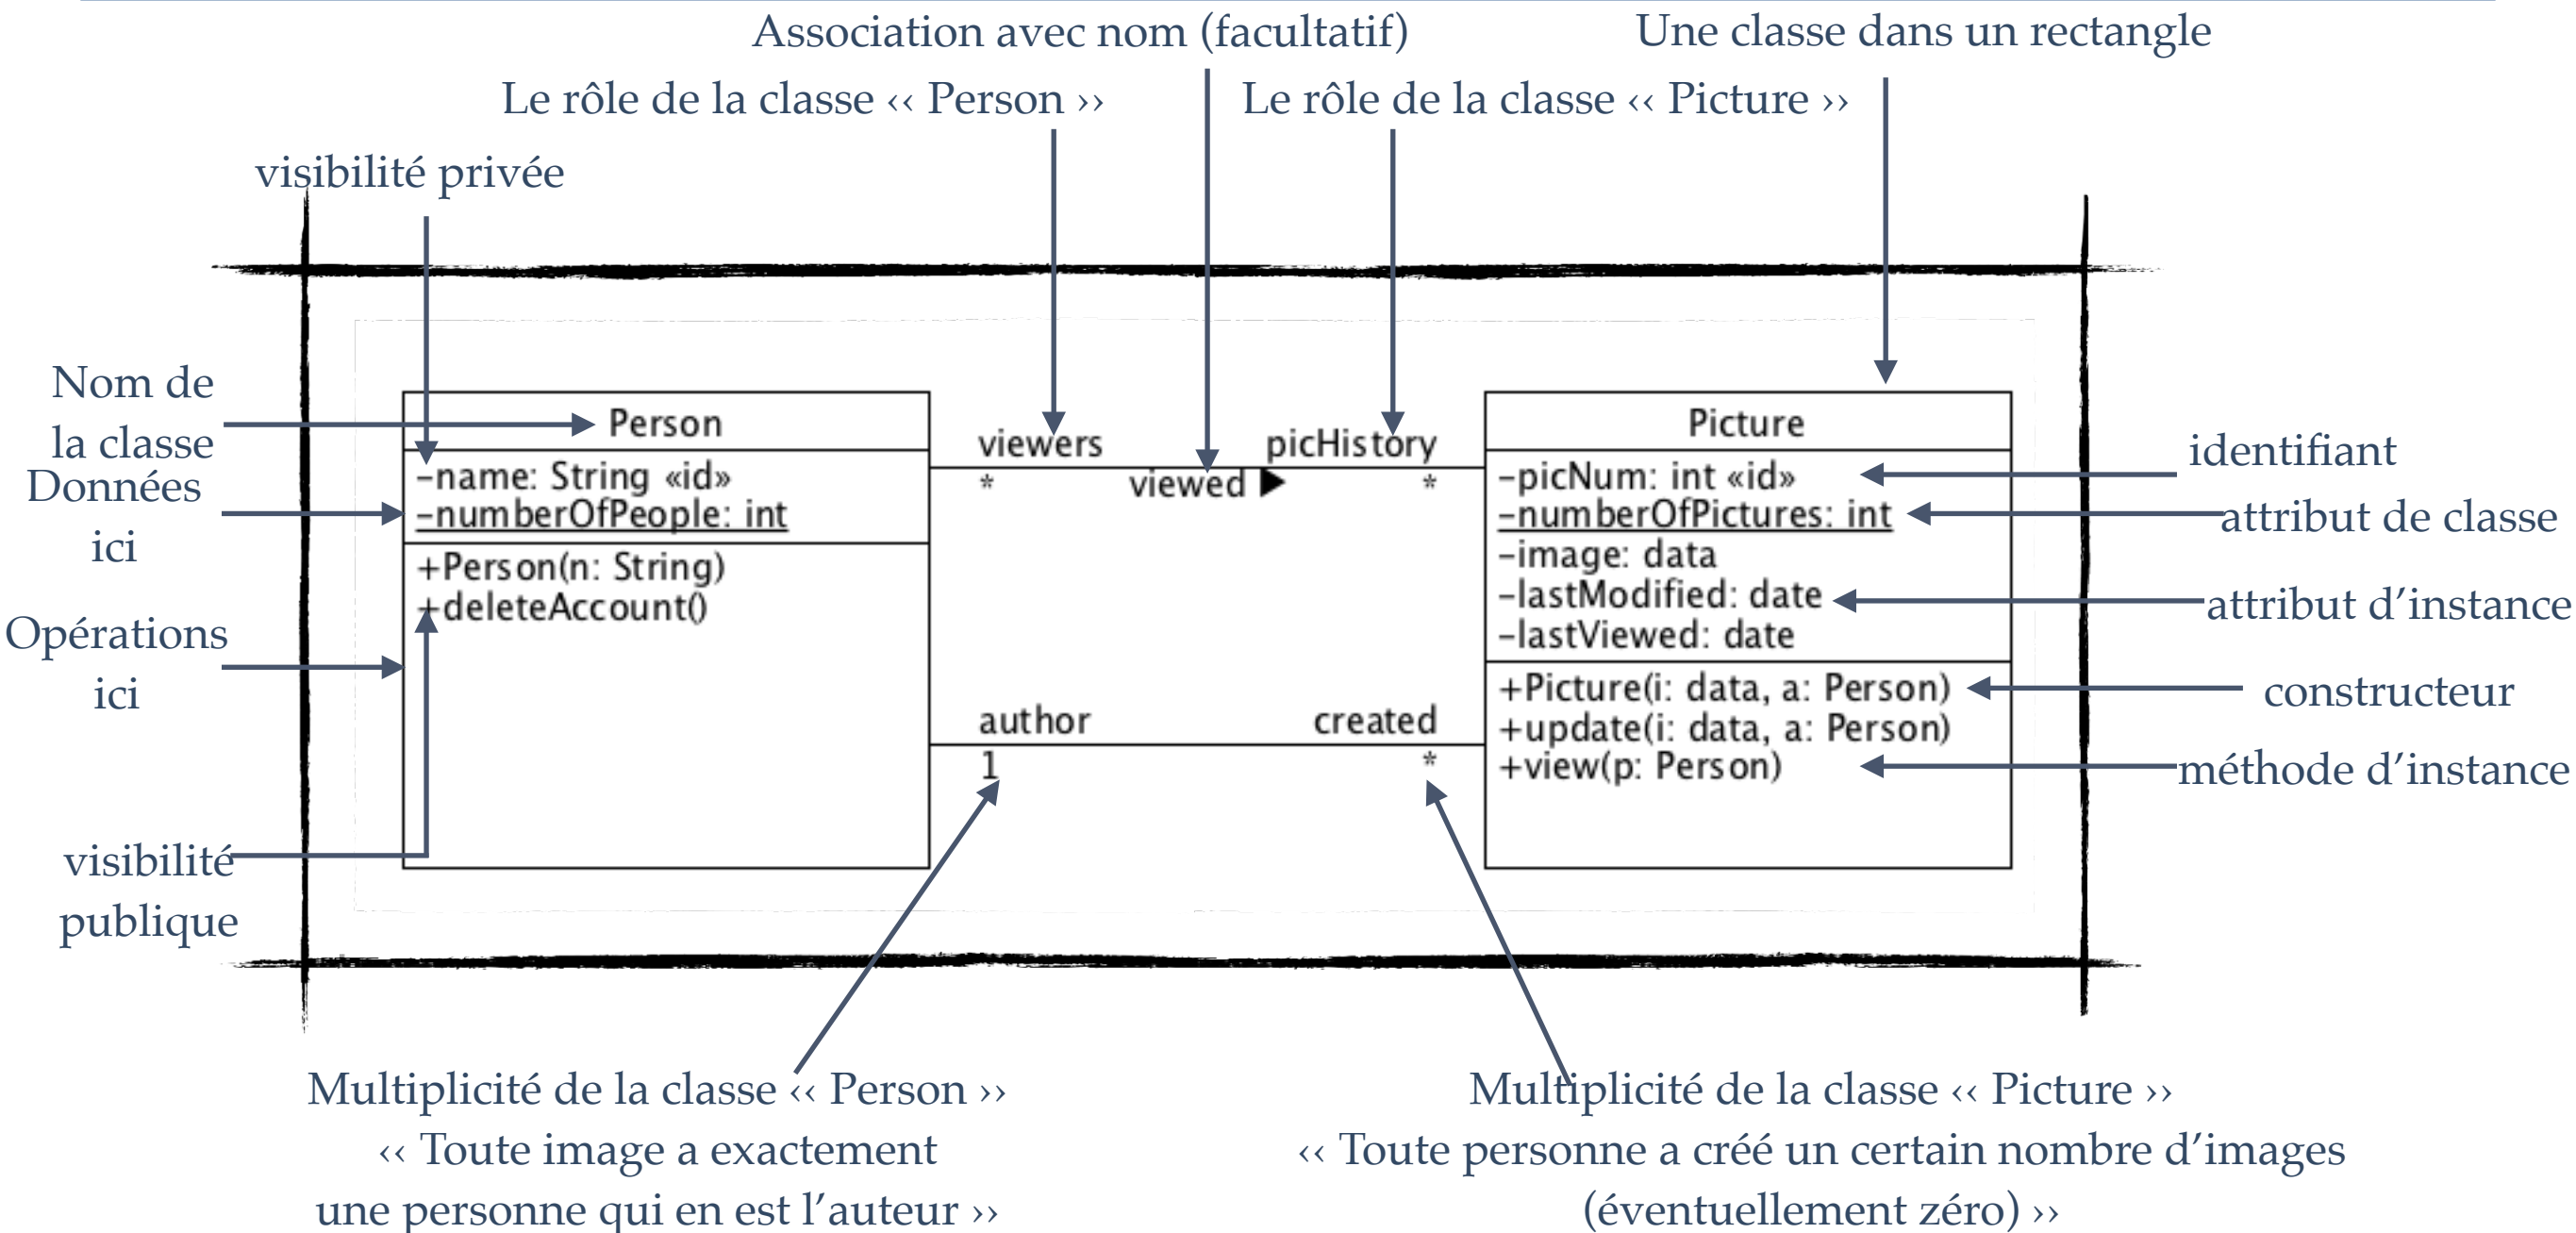 Association avec nom (facultatif)
Une classe dans un rectangle
Le rôle de la classe ‹‹ Person ››
Le rôle de la classe ‹‹ Picture ››
visibilité privée
Nom de
la classe
Données
ici
Opérations
ici
visibilité
publique
Person
-name: String «id»
-numberOfPeople: int
+Person(n: String)
+deleteAccount()
viewers
*
viewed ▶
picHistory
*
author
1
created
*
Picture
-picNum: int «id»
-numberOfPictures: int
-image: data
-lastModified: date
-lastViewed: date
+Picture(i: data, a: Person)
+update(i: data, a: Person)
+view(p: Person)
identifiant
attribut de classe
attribut d’instance
constructeur
méthode d’instance
Multiplicité de la classe ‹‹ Person ››
‹‹ Toute image a exactement
une personne qui en est l’auteur ››
Multiplicité de la classe ‹‹ Picture ››
‹‹ Toute personne a créé un certain nombre d’images
(éventuellement zéro) ››